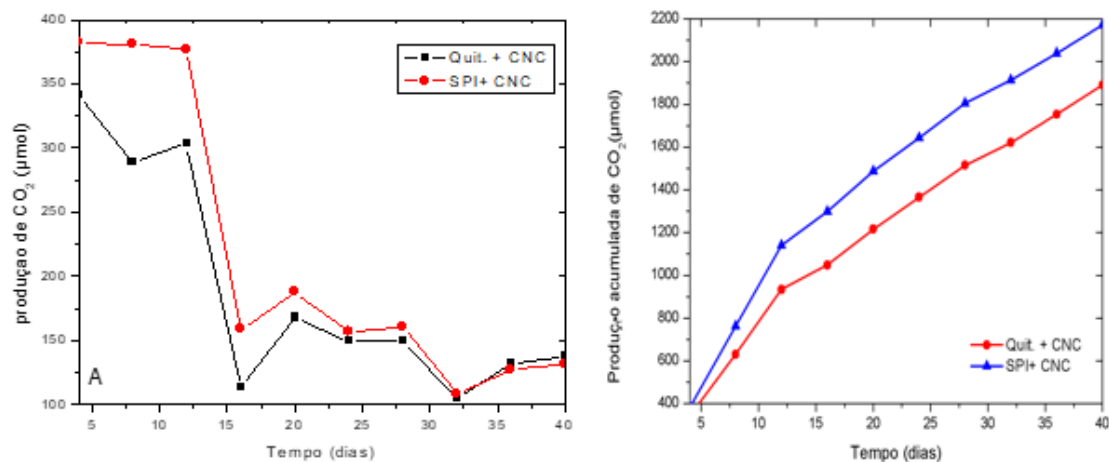 400
350
300
250
200
150
100
produçao de CO2 (µmol)
Quit. + CNC
SPI+ CNC
A
5 10 15 20 25 30 35 40
Tempo (dias)
2200
2000
1800
1600
1400
1200
1000
800
600
400
Produç~o acumulada de CO2(µmol)
Quit. + CNC
SPI+ CNC
5 10 15 20 25 30 35 40
Tempo (dias)